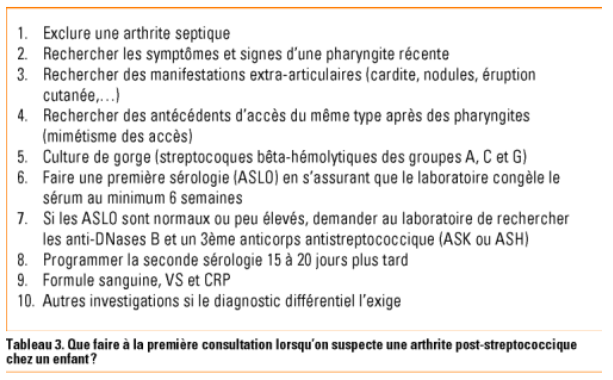 1. Exclure une arthrite septique
2. Rechercher les symptômes et signes d'une pharyngite récente
3. Rechercher des manifestations extra-articulaires (cardite, nodules, éruption
cutanée,…)
4. Rechercher des antécédents d'accès du même type après des pharyngites
(mimétisme des accès)
5. Culture de gorge (streptocoques bêta-hémolytiques des groupes A, C et G)
6. Faire une première sérologie (ASLO) en s'assurant que le laboratoire congèle le
sérum au minimum 6 semaines
7. Si les ASLO sont normaux ou peu élevés, demander au laboratoire de rechercher
les anti-DNases B et un 3ème anticorps antistreptococcique (ASK ou ASH)
8. Programmer la seconde sérologie 15 à 20 jours plus tard
9. Formule sanguine, VS et CRP
10. Autres investigations si le diagnostic différentiel l'exige
Tableau 3. Que faire à la première consultation lorsqu'on suspecte une arthrite post-streptococcique
chez un enfant?